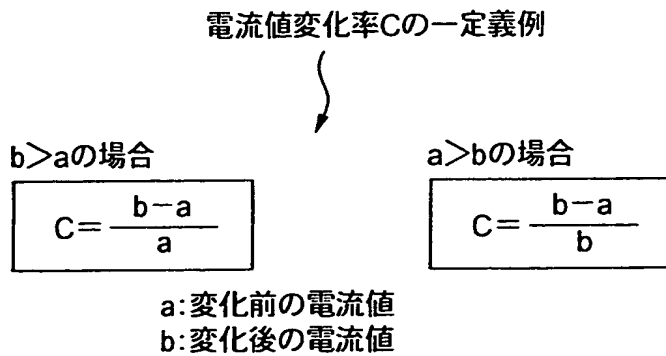 電流値変化率Cの一定義例
b>aの場合
C=(b-a)/a
a>bの場合
C=(b-a)/b
a:変化前の電流値
b:変化後の電流値